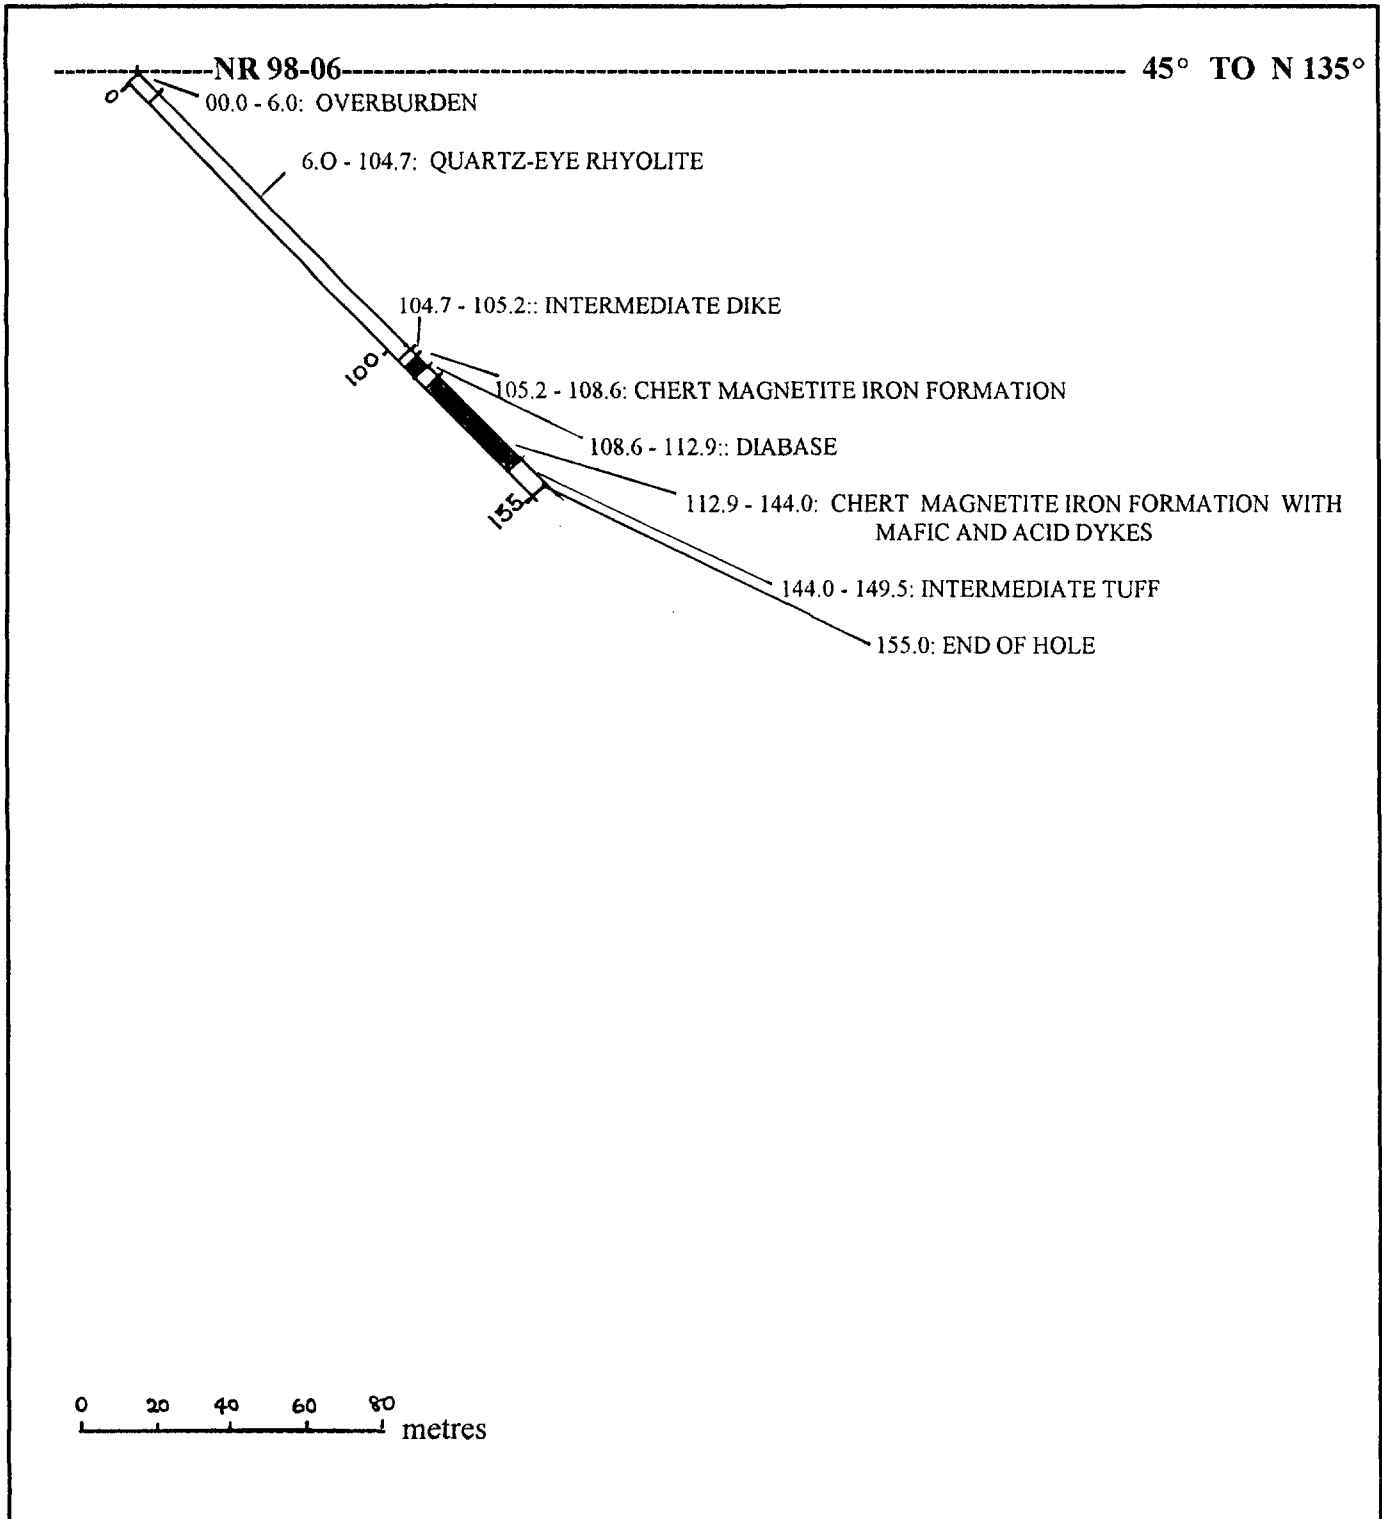 NR 98-06 45° TO N 135°
0
00.0 - 6.0: OVERBURDEN
6.O - 104.7: QUARTZ-EYE RHYOLITE
104.7 - 105.2:: INTERMEDIATE DIKE
100
105.2 - 108.6: CHERT MAGNETITE IRON FORMATION
108.6 - 112.9:: DIABASE
155
112.9 - 144.0: CHERT MAGNETITE IRON FORMATION WITH
MAFIC AND ACID DYKES
144.0 - 149.5: INTERMEDIATE TUFF
155.0: END OF HOLE
0 20 40 60 80
metres